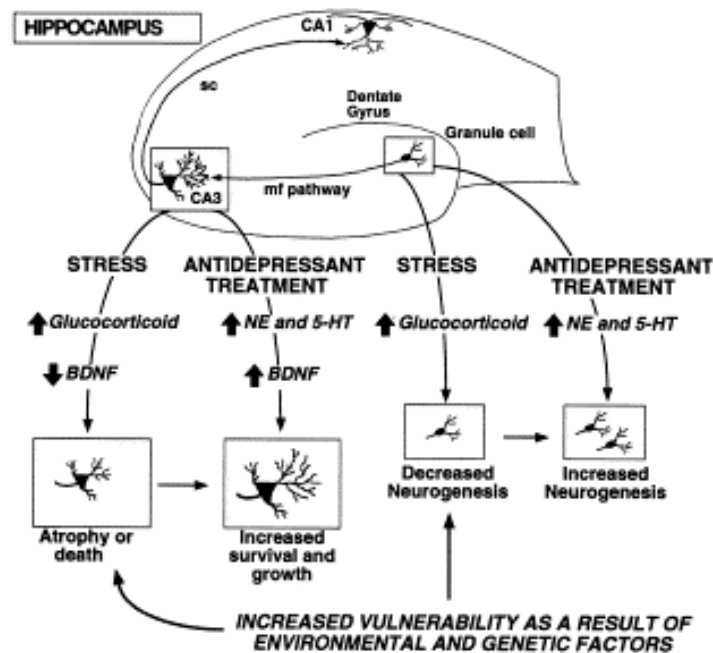 HIPPOCAMPUS
CA1
sc
Dentate
Gyrus
Granule cell
CA3
mf pathway
STRESS
ANTIDEPRESSANT
TREATMENT
STRESS
ANTIDEPRESSANT
TREATMENT
Glucocorticoid
NE and 5-HT
Glucocorticoid
NE and 5-HT
BDNF
BDNF
Decreased
Neurogenesis
Increased
Neurogenesis
Atrophy or
death
Increased
survival and
growth
INCREASED VULNERABILITY AS A RESULT OF
ENVIRONMENTAL AND GENETIC FACTORS